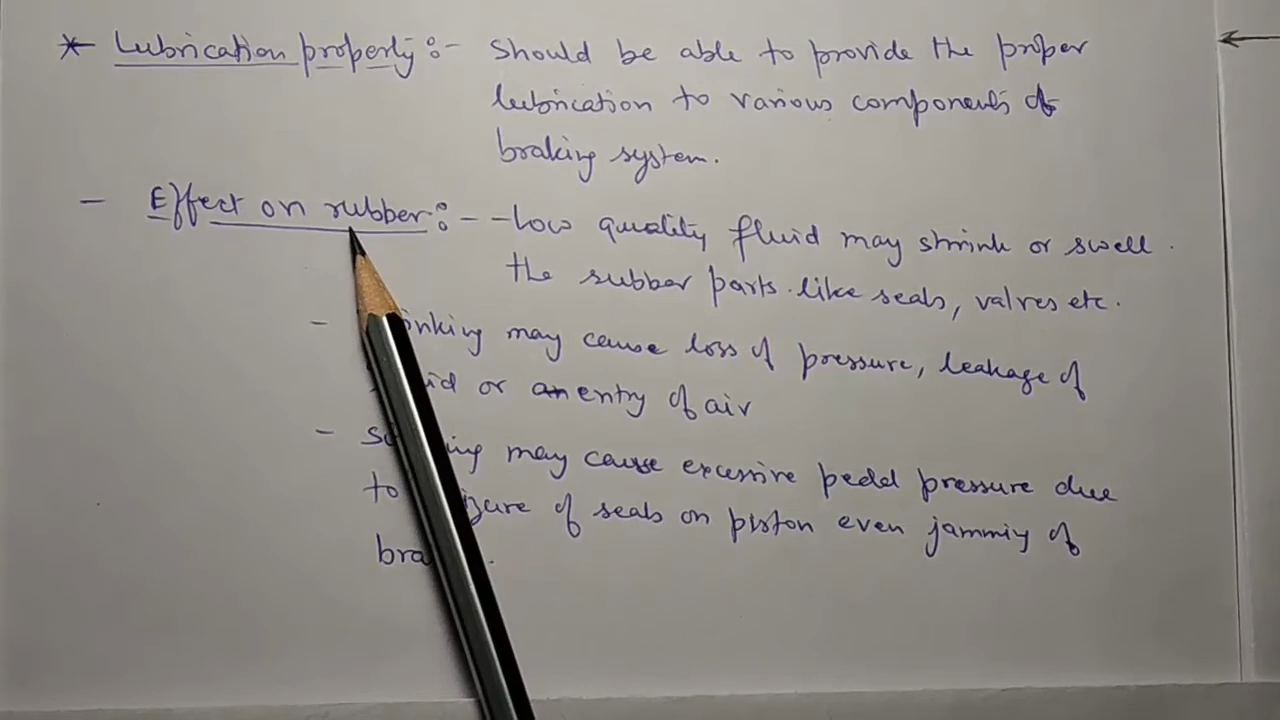 * Lubrication property :- Should be able to provide the proper
lubrication to various components of
braking system.
- Effect on rubber :- - Low quality fluid may shrink or swell
the rubber parts like seals, valves etc.
- may cause loss of pressure, leakage of
or entry of air
- may cause excessive pedal pressure due
to of seals on piston even jamming of